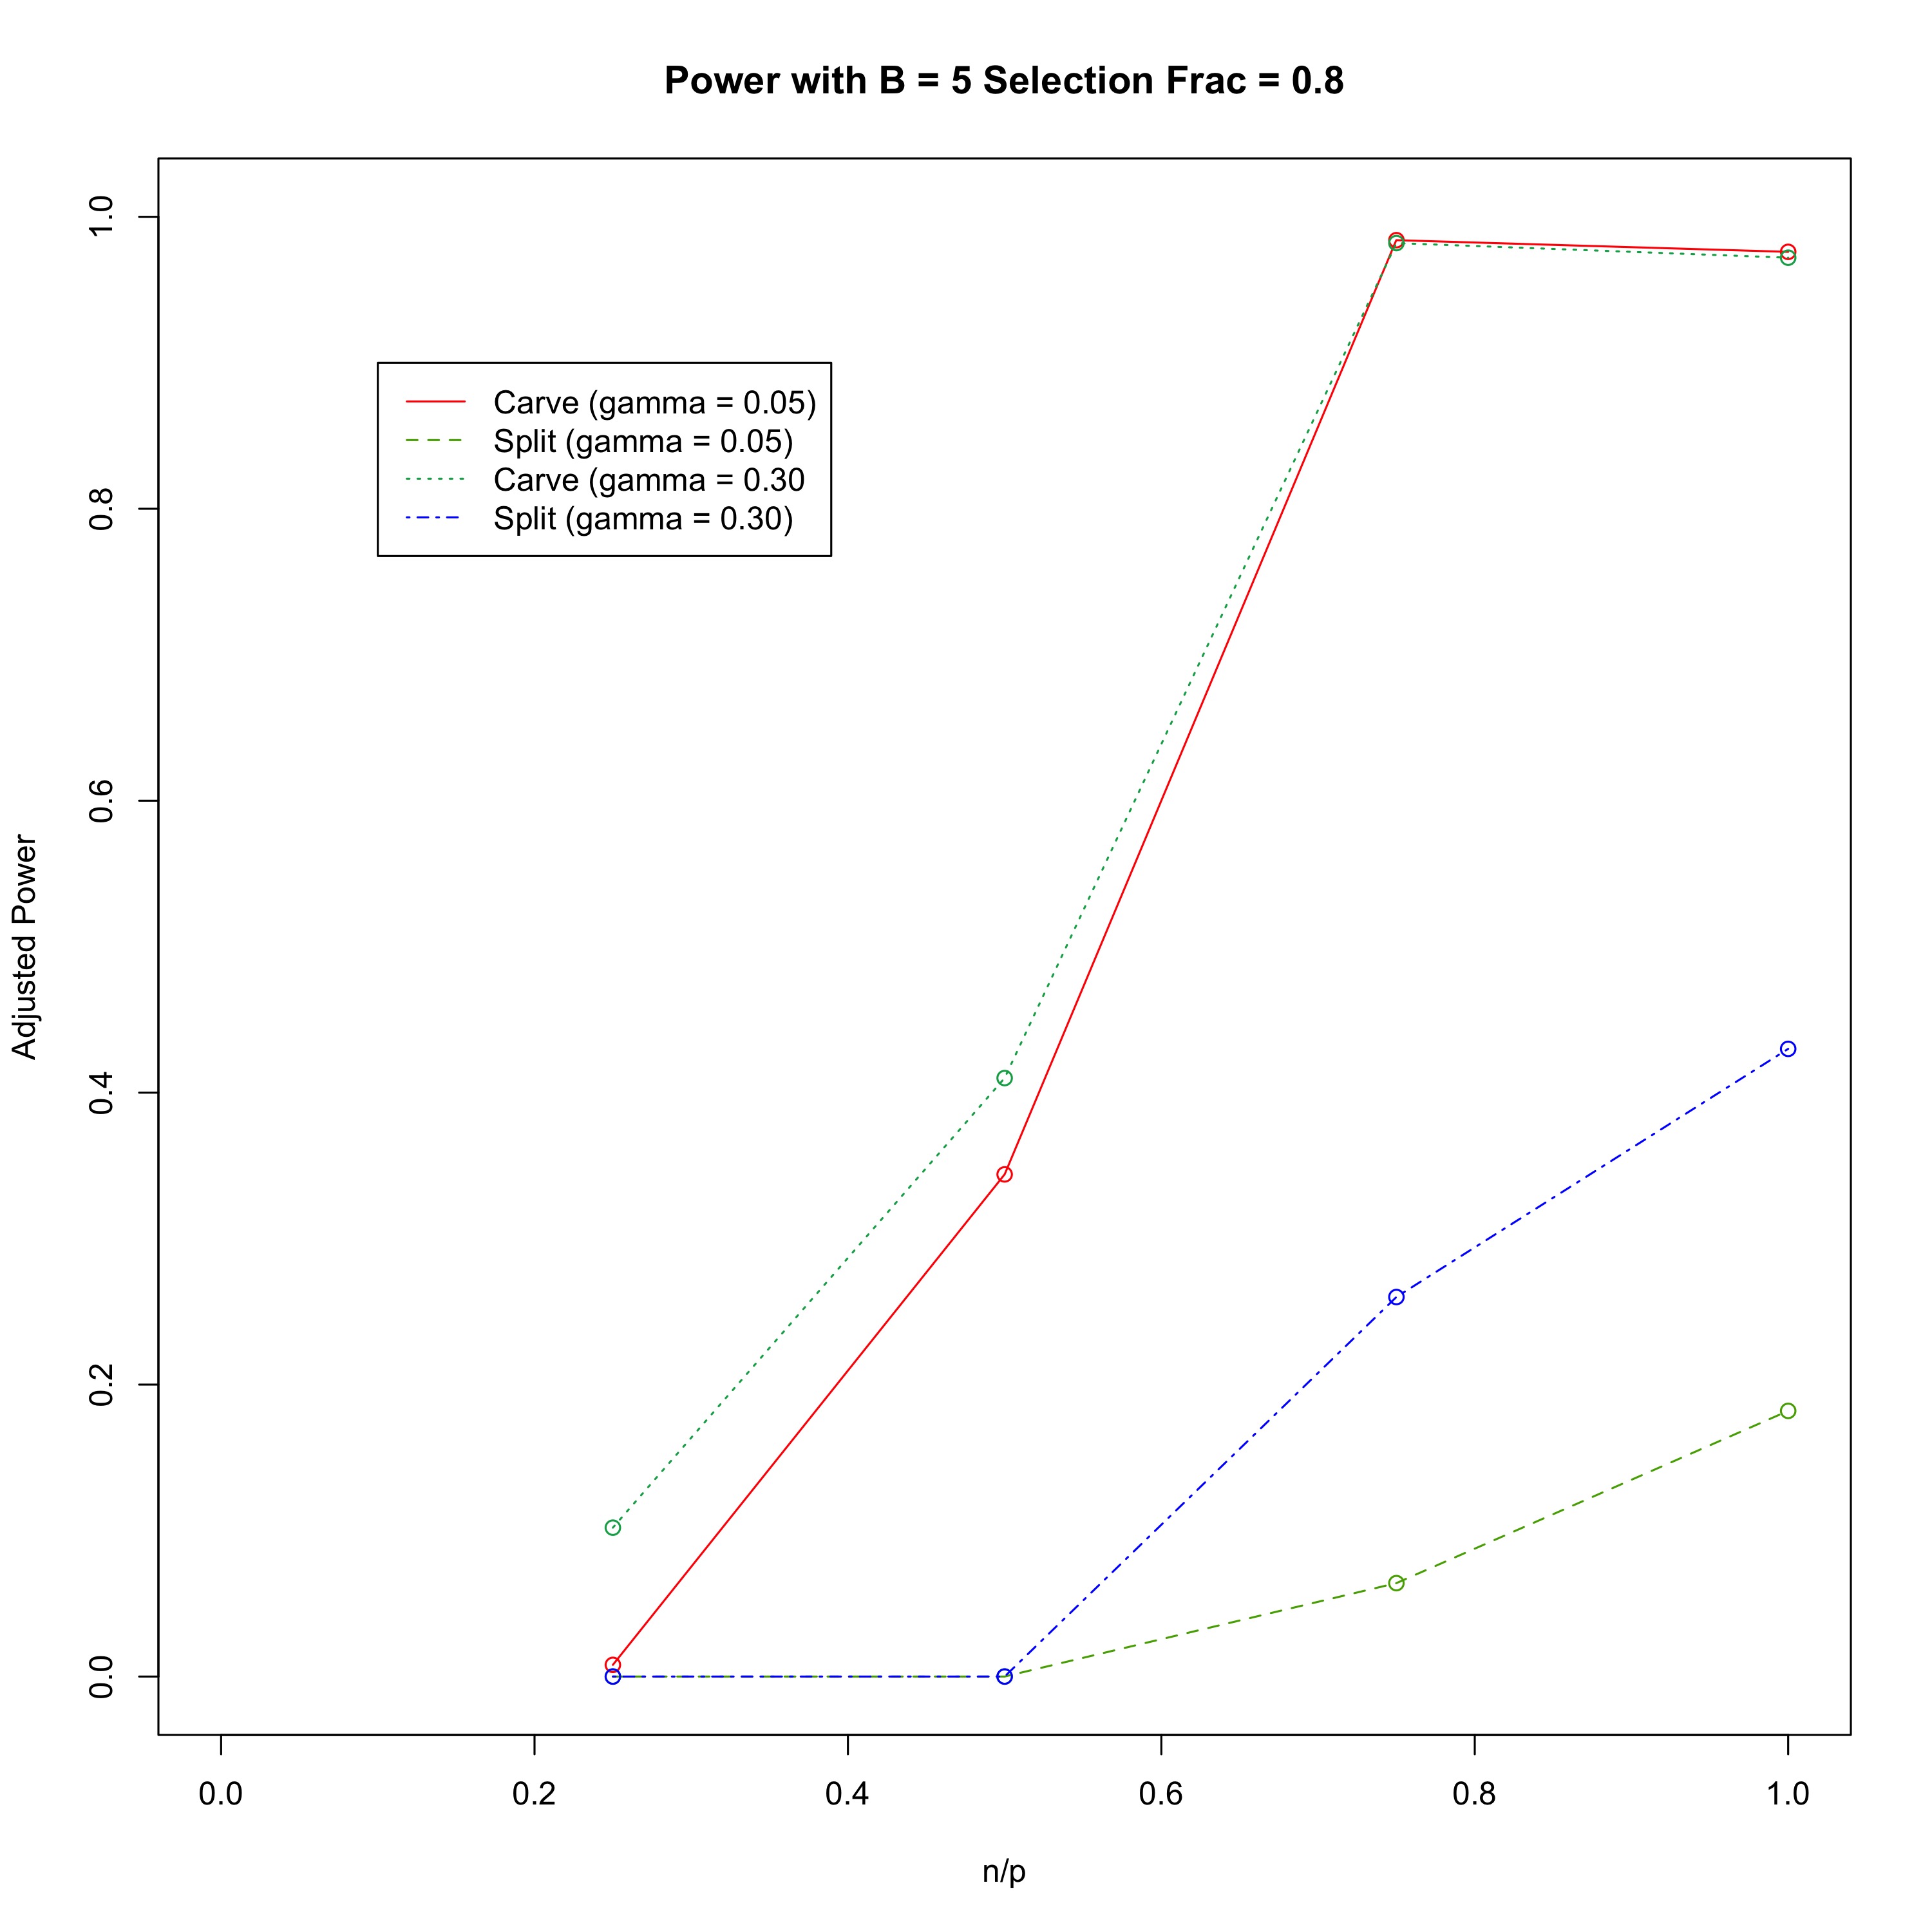 Power with B = 5 Selection Frac = 0.8
1.0
0.8
0.6
0.4
0.2
0.0
Adjusted Power
Carve (gamma = 0.05)
Split (gamma = 0.05)
Carve (gamma = 0.30
Split (gamma = 0.30)
0.0 0.2 0.4 0.6 0.8 1.0
n/p